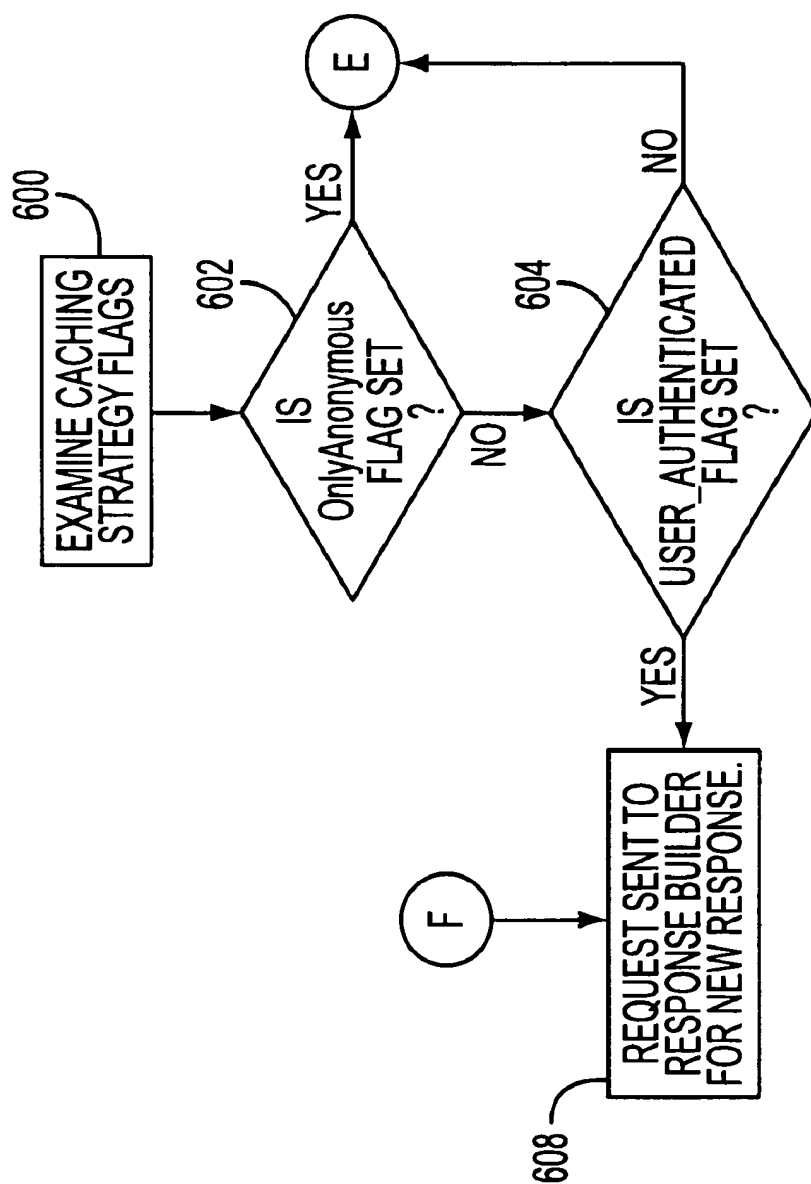 600
EXAMINE CACHING
STRATEGY FLAGS
602
IS
OnlyAnonymous
FLAG SET
?
YES
E
NO
604
IS
USER_AUTHENTICATED
FLAG SET
?
NO
YES
F
REQUEST SENT TO
RESPONSE BUILDER
FOR NEW RESPONSE.
608